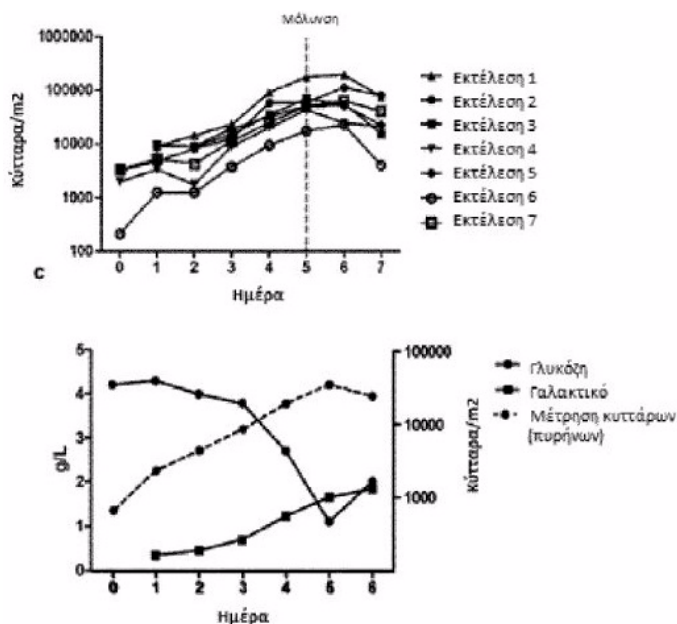 Μόλυνση
1000000
100000
10000
1000
100
Κύτταρα/m2
0 1 2 3 4 5 6 7
Ημέρα
Εκτέλεση 1
Εκτέλεση 2
Εκτέλεση 3
Εκτέλεση 4
Εκτέλεση 5
Εκτέλεση 6
Εκτέλεση 7
c
5
4
3
2
1
0
g/L
100000
10000
1000
Κύτταρα/m2
0 1 2 3 4 5 6
Ημέρα
Γλυκόζη
Γαλακτικό
Μέτρηση κυττάρων
(πυρήνων)